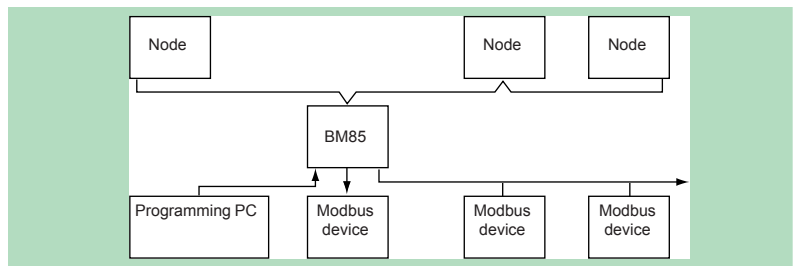 Node
Node
Node
BM85
Programming PC
Modbus
device
Modbus
device
Modbus
device